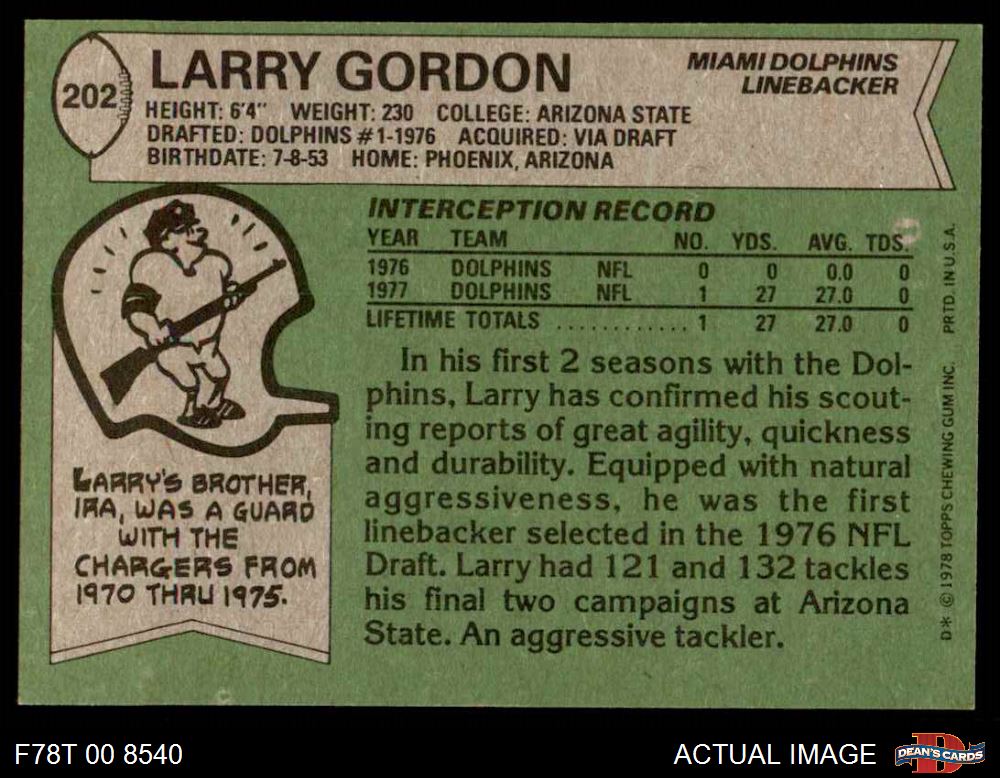 202
LARRY GORDON
MIAMI DOLPHINS
LINEBACKER
HEIGHT: 6'4" WEIGHT: 230 COLLEGE: ARIZONA STATE
DRAFTED: DOLPHINS #1-1976 ACQUIRED: VIA DRAFT
BIRTHDATE: 7-8-53 HOME: PHOENIX, ARIZONA
INTERCEPTION RECORD
YEAR TEAM NO. YDS. AVG. TDS.
1976 DOLPHINS NFL 0 0 0.0 0
1977 DOLPHINS NFL 1 27 27.0 0
LIFETIME TOTALS ............ 1 27 27.0 0
In his first 2 seasons with the Dol-
phins, Larry has confirmed his scout-
ing reports of great agility, quickness
and durability. Equipped with natural
aggressiveness, he was the first
linebacker selected in the 1976 NFL
Draft. Larry had 121 and 132 tackles
his final two campaigns at Arizona
State. An aggressive tackler.
LARRY'S BROTHER,
IRA, WAS A GUARD
WITH THE
CHARGERS FROM
1970 THRU 1975.
D* © 1978 TOPPS CHEWING GUM INC. PRTD. IN U.S.A.
F78T 00 8540
ACTUAL IMAGE
D
DEAN'S CARDS